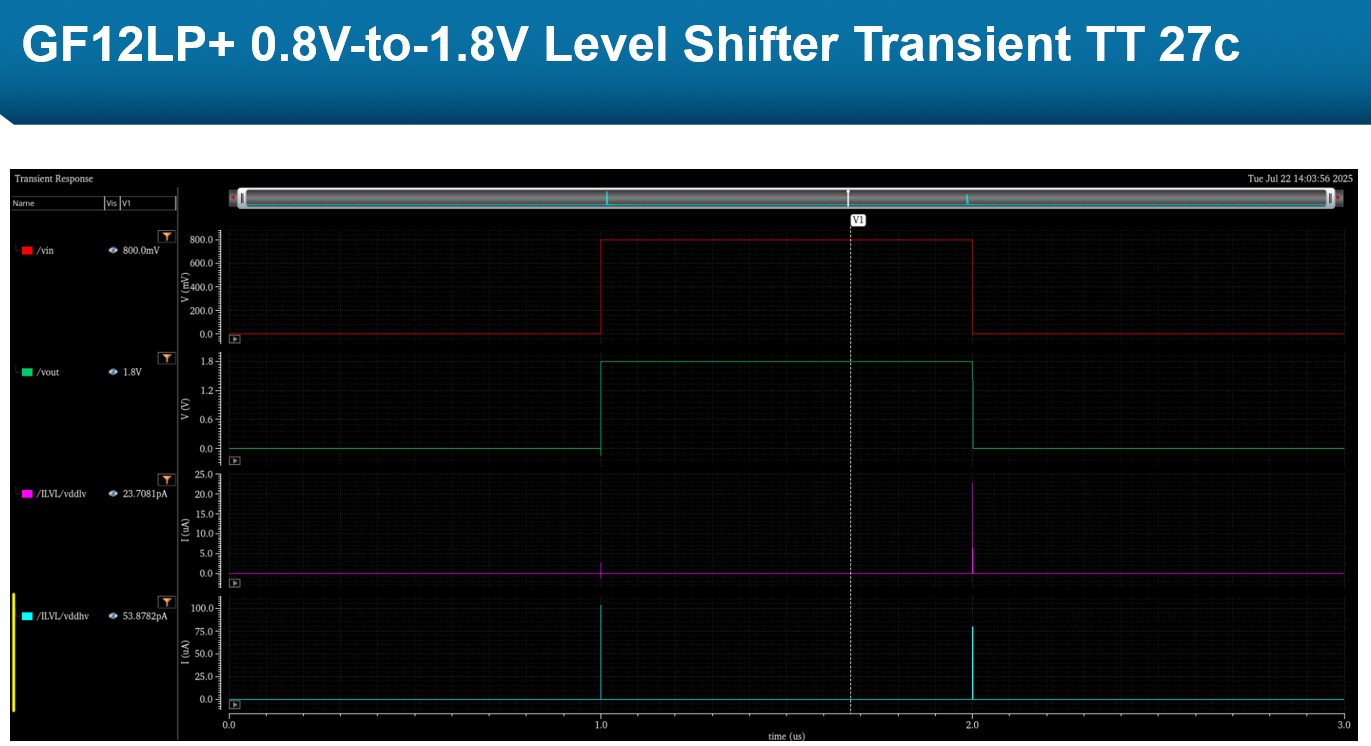 GF12LP+ 0.8V-to-1.8V Level Shifter Transient TT 27c
Transient Response
Tue Jul 22 14:03:56 2025
Name Vis V1
V1
/vin 800.0mV
V (mV)
800.0
600.0
400.0
200.0
0.0
/vout 1.8V
V (V)
1.8
1.2
0.6
0.0
/ILVL/vddlv 23.7081pA
I (uA)
25.0
20.0
15.0
10.0
5.0
0.0
/ILVL/vddhv 53.8782pA
I (uA)
100.0
75.0
50.0
25.0
0.0
0.0 1.0 2.0 3.0
time (us)